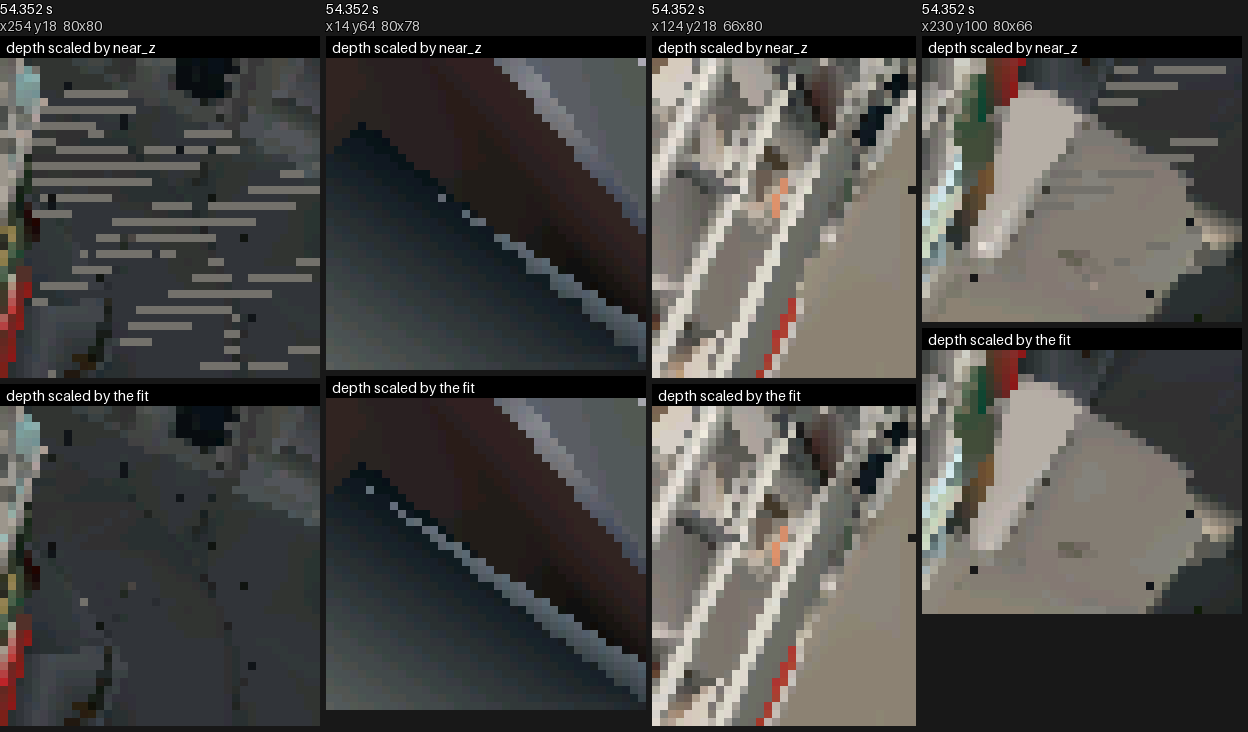 54.352 s
x254 y18 80x80
depth scaled by near_z
depth scaled by the fit
54.352 s
x14 y64 80x78
depth scaled by near_z
depth scaled by the fit
54.352 s
x124 y218 66x80
depth scaled by near_z
depth scaled by the fit
54.352 s
x230 y100 80x66
depth scaled by near_z
depth scaled by the fit